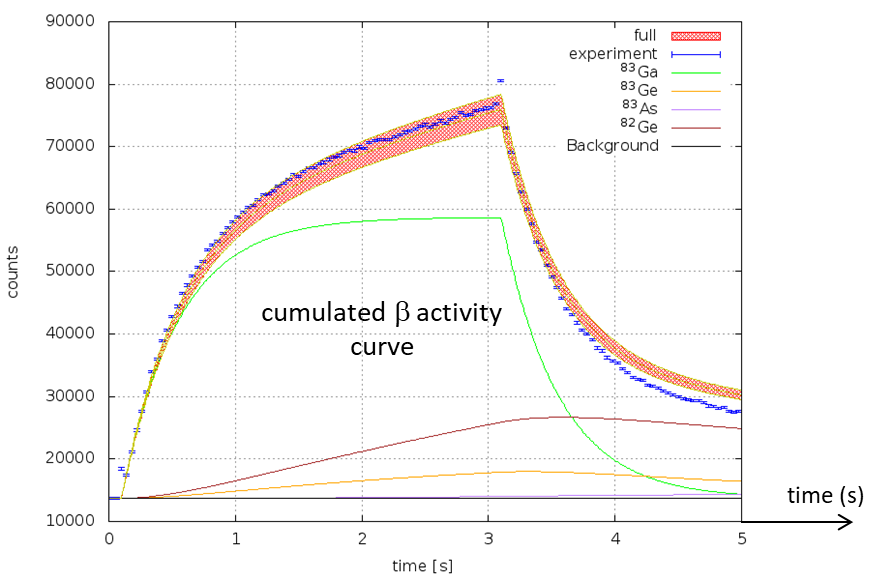 90000
80000
70000
60000
50000
40000
30000
20000
10000
counts
full
experiment
⁸³Ga
⁸³Ge
⁸³As
⁸²Ge
Background
cumulated β activity
curve
time (s)
0 1 2 3 4 5
time [s]